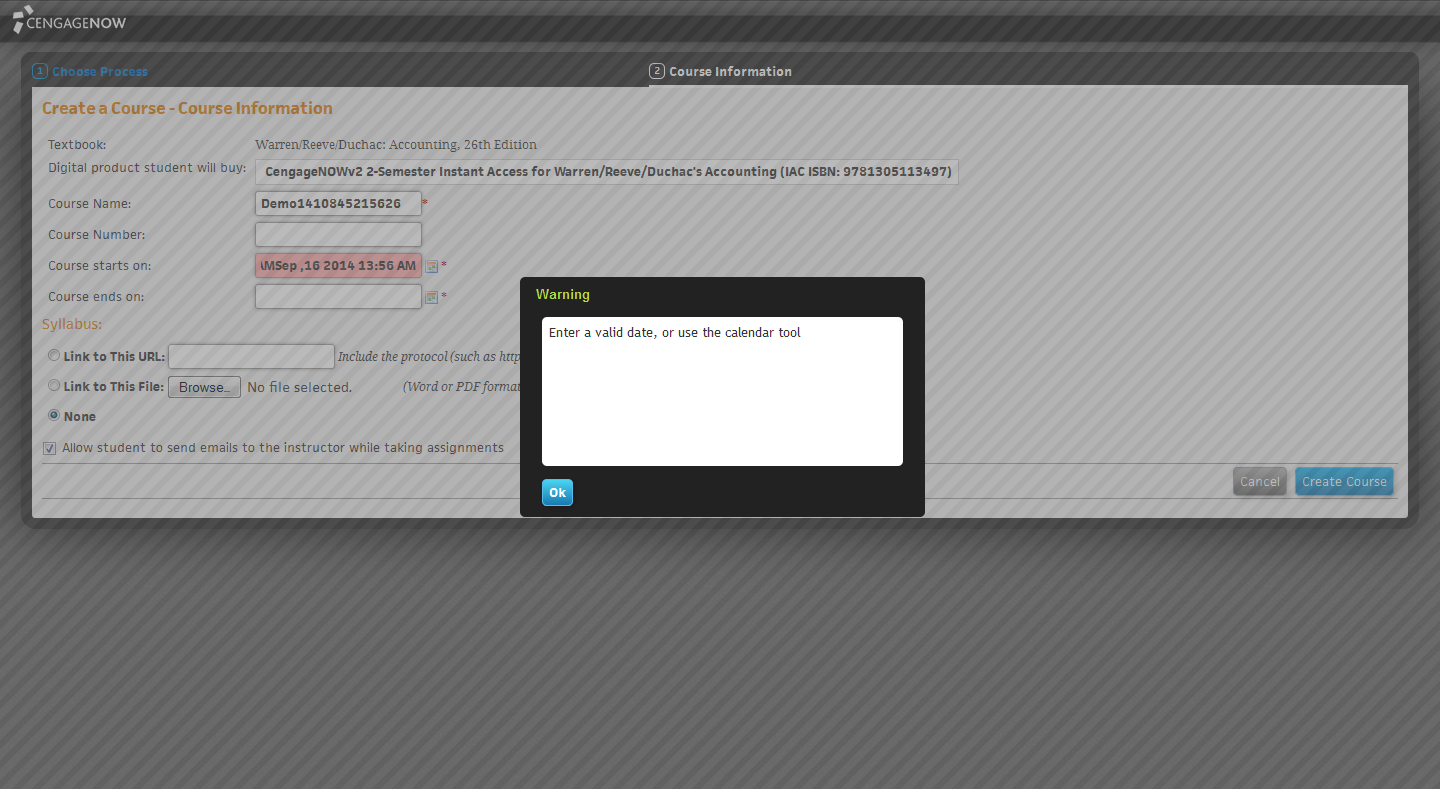 CENGAGENOW
1 Choose Process
2 Course Information
Create a Course - Course Information
Textbook: Warren/Reeve/Duchac: Accounting, 26th Edition
Digital product student will buy: CengageNOWv2 2-Semester Instant Access for Warren/Reeve/Duchac's Accounting (IAC ISBN: 9781305113497)
Course Name: Demo1410845215626 *
Course Number:
Course starts on: AMSep ,16 2014 13:56 AM *
Course ends on: *
Syllabus:
Link to This URL: Include the protocol (such as http
Link to This File: Browse... No file selected. (Word or PDF format
None
Allow student to send emails to the instructor while taking assignments
Cancel Create Course
Warning
Enter a valid date, or use the calendar tool
Ok